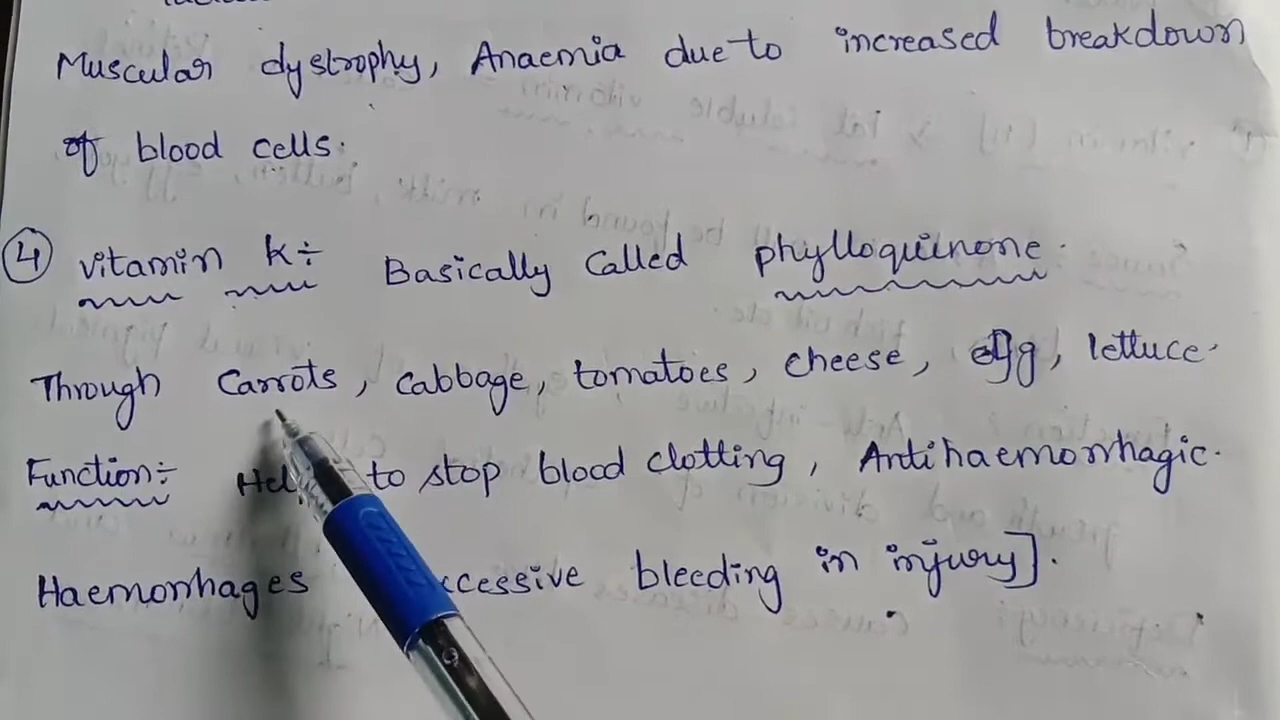 Muscular dystrophy, Anaemia due to increased breakdown
of blood cells.
④ vitamin K÷ Basically Called phylloquinone.
Through Carrots, Cabbage, tomatoes, cheese, egg, lettuce.
Function÷ to stop blood clotting, Antihaemorrhagic.
Haemorrhages bleeding in injury].